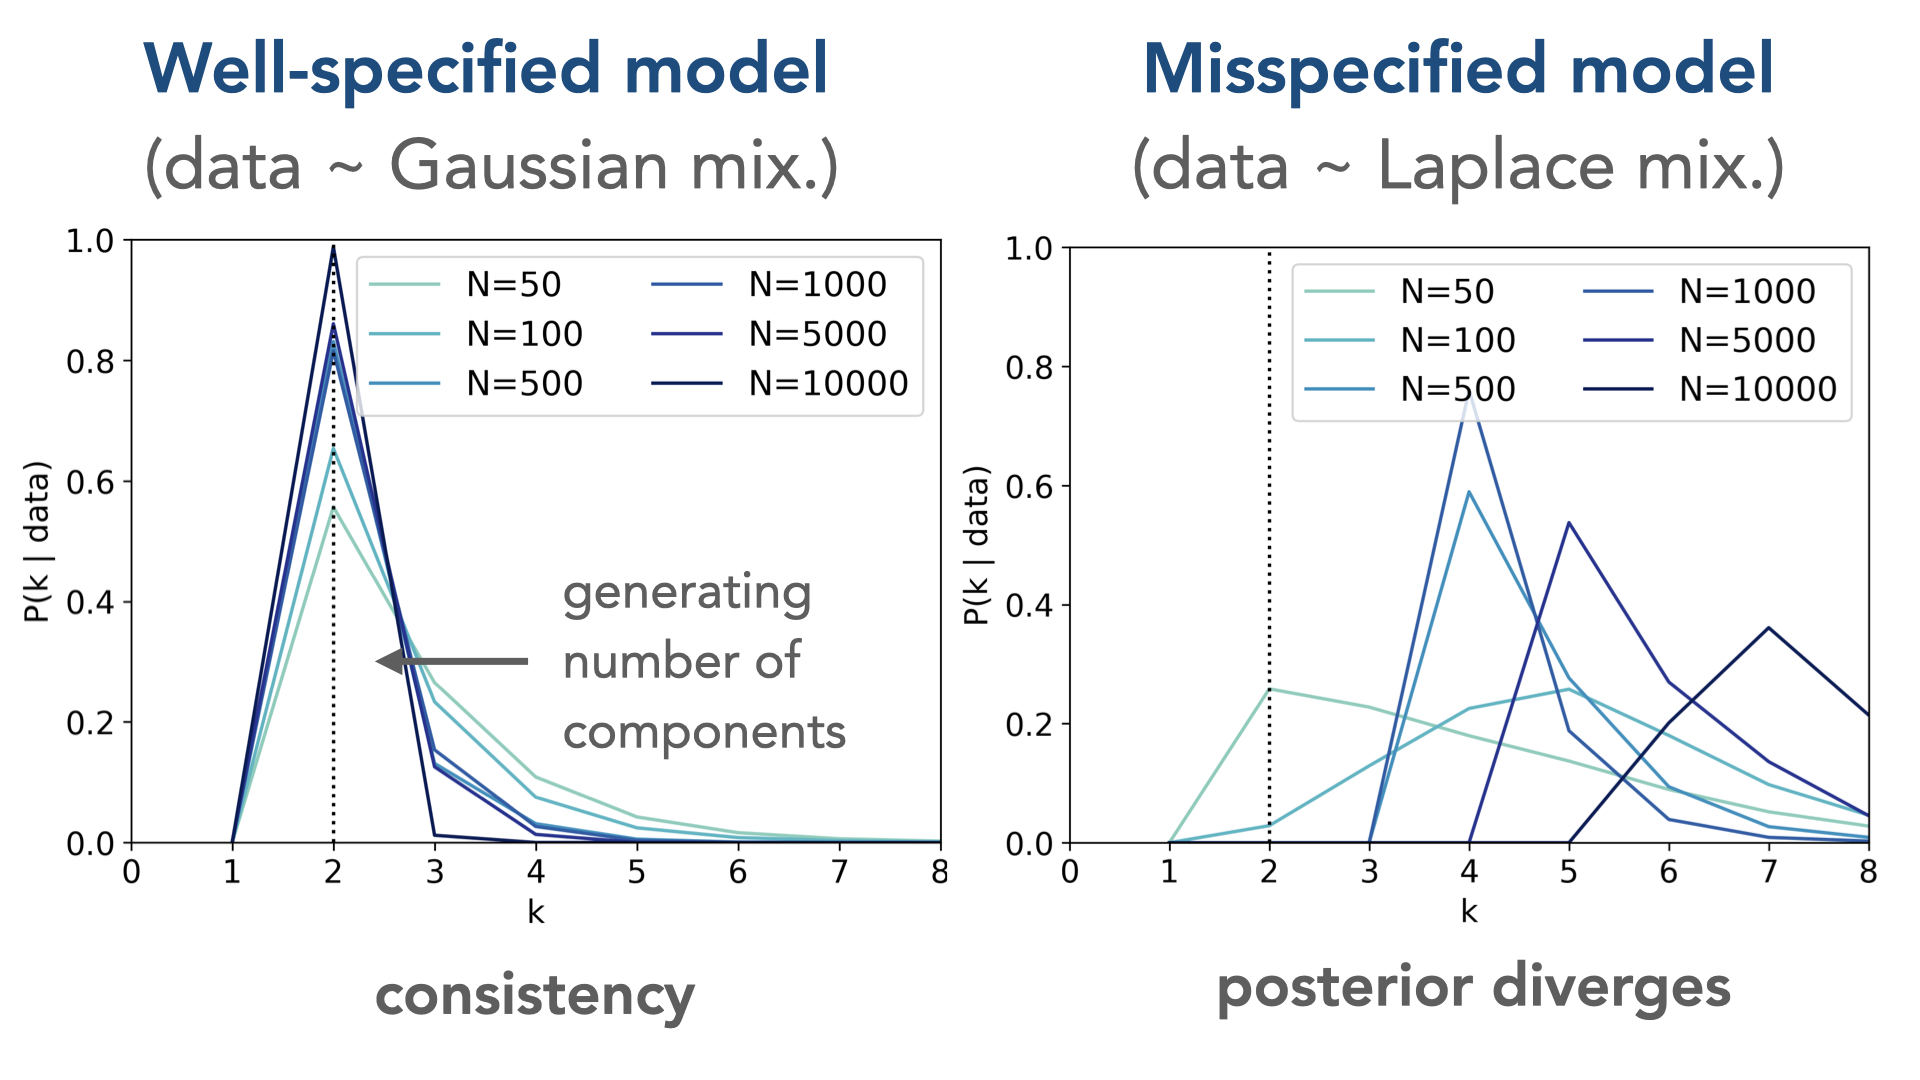 Well-specified model
(data ~ Gaussian mix.)
1.0
0.8
0.6
0.4
0.2
0.0
P(k | data)
N=50
N=100
N=500
N=1000
N=5000
N=10000
generating
number of
components
0 1 2 3 4 5 6 7 8
k
consistency
Misspecified model
(data ~ Laplace mix.)
1.0
0.8
0.6
0.4
0.2
0.0
P(k | data)
N=50
N=100
N=500
N=1000
N=5000
N=10000
0 1 2 3 4 5 6 7 8
k
posterior diverges